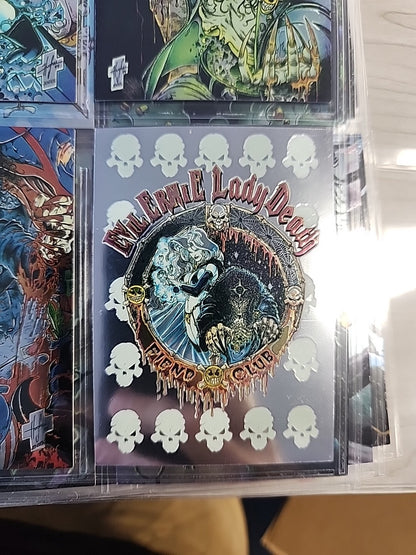 EVIL ERNIE Lady Death
FIEND CLUB